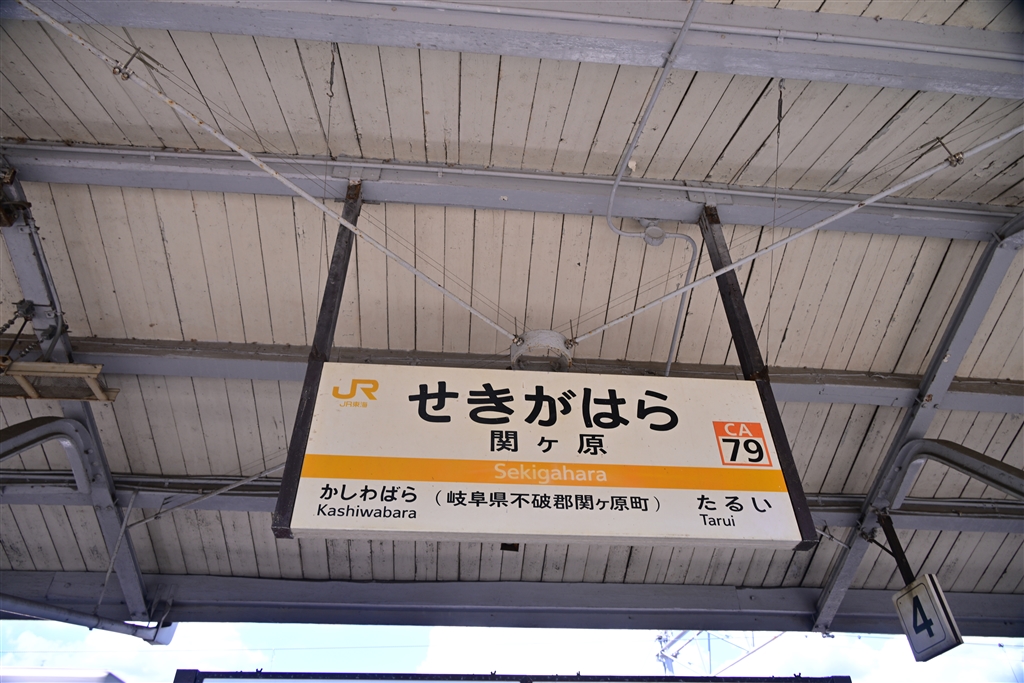 JR
JR東海
せきがはら
関ヶ原
CA
79
Sekigahara
かしわばら
Kashiwabara
（岐阜県不破郡関ヶ原町）
たるい
Tarui
4